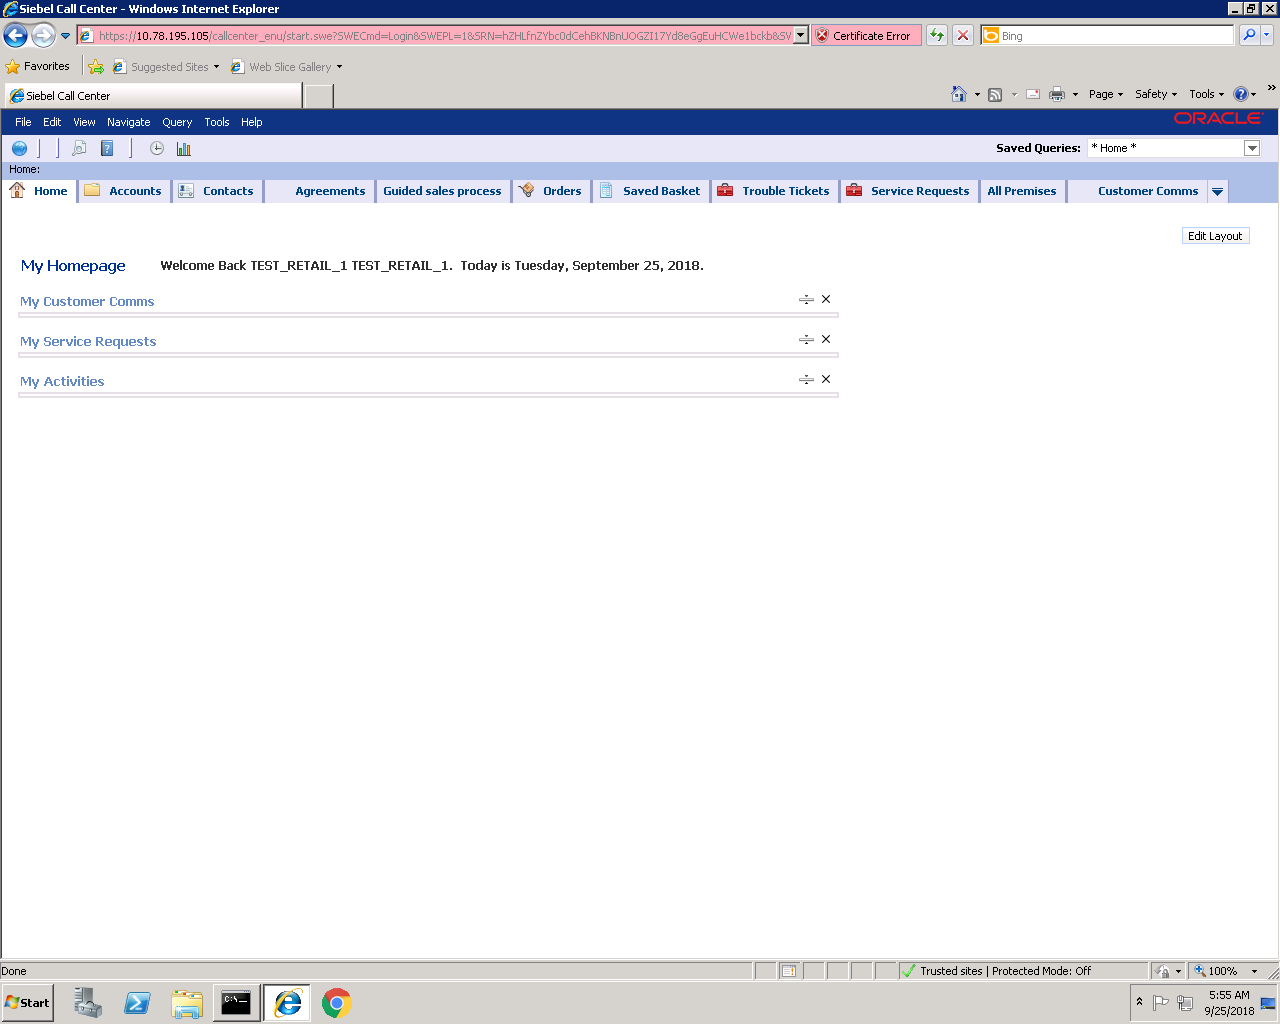 Siebel Call Center - Windows Internet Explorer
https://10.78.195.105/callcenter_enu/start.swe?SWECmd=Login&SWEPL=1&SRN=hZHLfnZYbc0dCehBKNBnUOGZI17Yd8eGgEuHCWe1bckb&SW
Certificate Error
Bing
Favorites
Suggested Sites
Web Slice Gallery
Siebel Call Center
Page
Safety
Tools
»
File Edit View Navigate Query Tools Help
ORACLE
Saved Queries: * Home *
Home:
Home
Accounts
Contacts
Agreements
Guided sales process
Orders
Saved Basket
Trouble Tickets
Service Requests
All Premises
Customer Comms
Edit Layout
My Homepage
Welcome Back TEST_RETAIL_1 TEST_RETAIL_1. Today is Tuesday, September 25, 2018.
My Customer Comms
My Service Requests
My Activities
Done
Trusted sites | Protected Mode: Off
100%
Start
C:\.
5:55 AM
9/25/2018